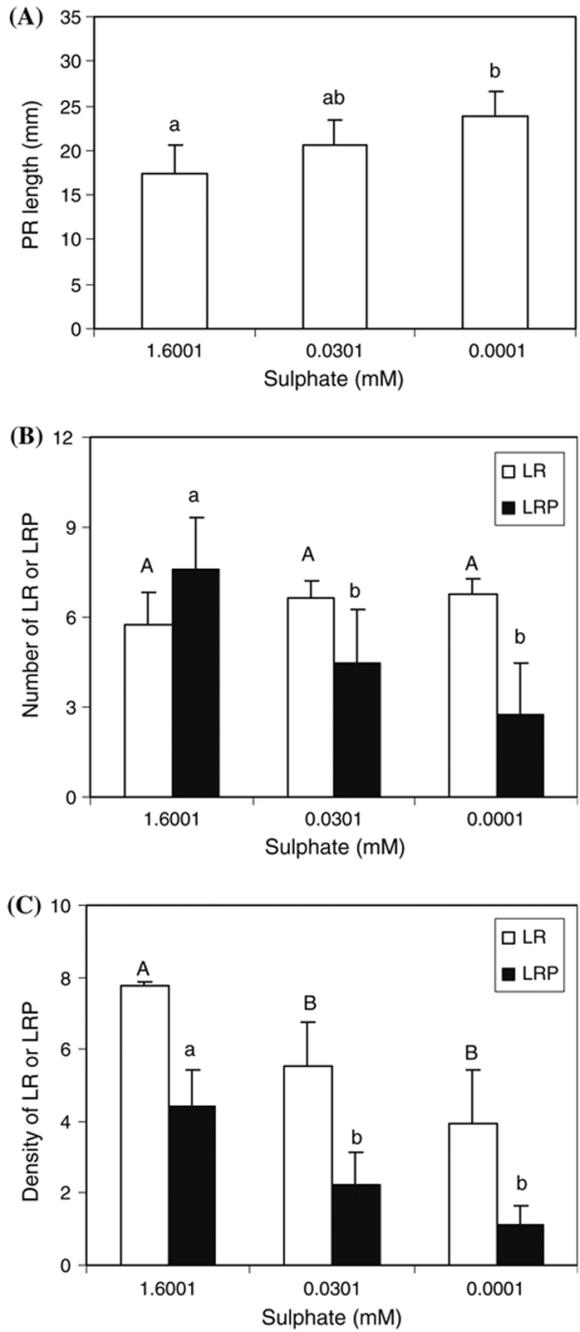 (A)
PR length (mm)
35
30
25
20
15
10
5
0
a
ab
b
1.6001 0.0301 0.0001
Sulphate (mM)
(B)
Number of LR or LRP
12
9
6
3
0
LR
LRP
A a A b A b
1.6001 0.0301 0.0001
Sulphate (mM)
(C)
Density of LR or LRP
10
8
6
4
2
0
LR
LRP
A a B b B b
1.6001 0.0301 0.0001
Sulphate (mM)